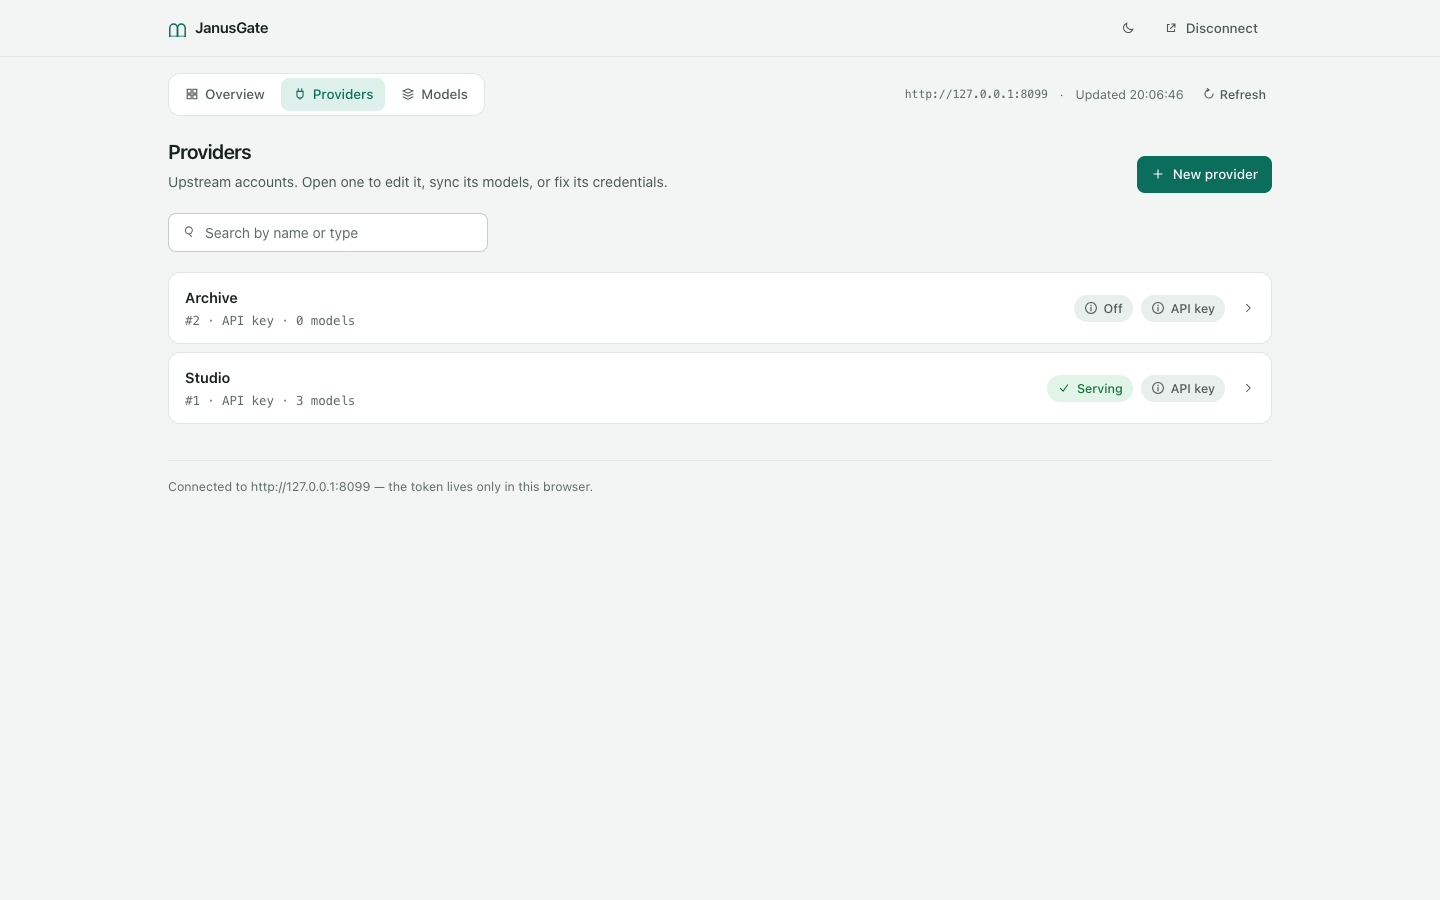 JanusGate
Disconnect
Overview
Providers
Models
http://127.0.0.1:8099 · Updated 20:06:46
Refresh
Providers
Upstream accounts. Open one to edit it, sync its models, or fix its credentials.
New provider
Search by name or type
Archive
#2 · API key · 0 models
Off
API key
Studio
#1 · API key · 3 models
Serving
API key
Connected to http://127.0.0.1:8099 — the token lives only in this browser.